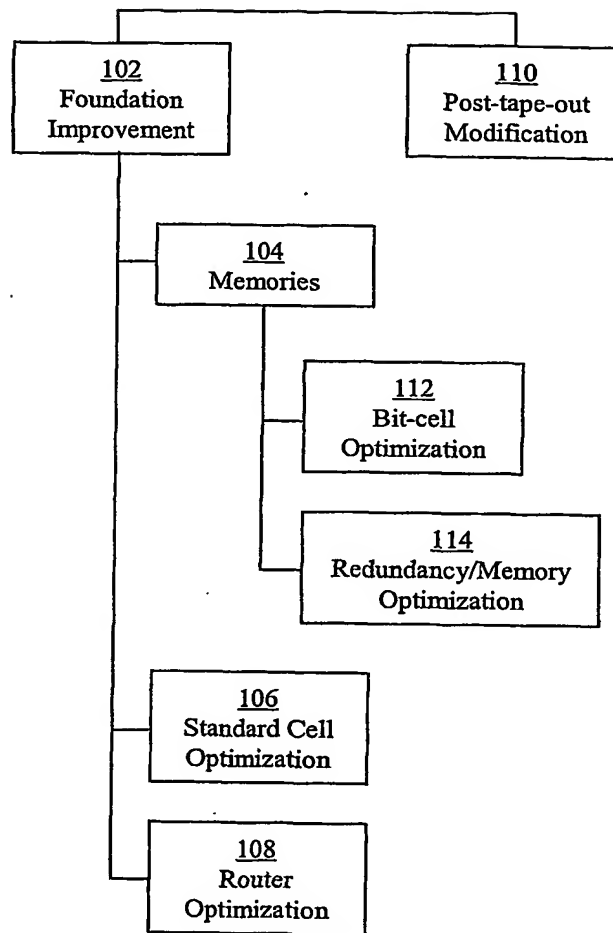 102
Foundation
Improvement
110
Post-tape-out
Modification
104
Memories
112
Bit-cell
Optimization
114
Redundancy/Memory
Optimization
106
Standard Cell
Optimization
108
Router
Optimization